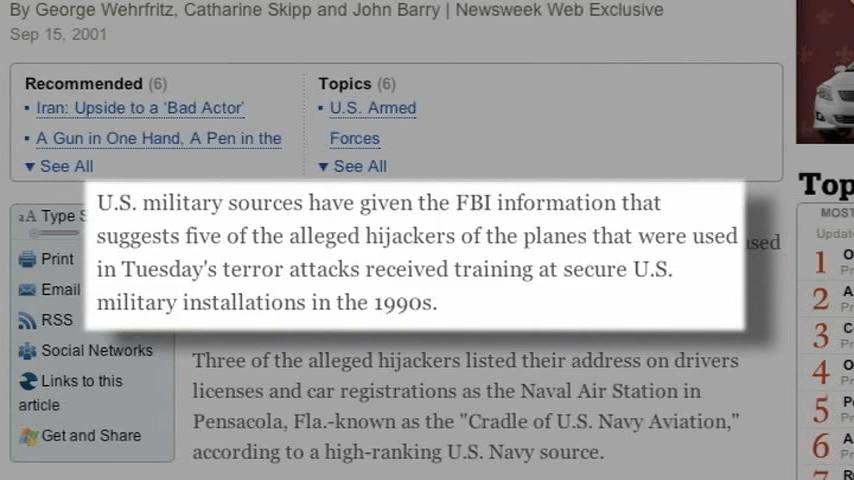 By George Wehrfritz, Catharine Skipp and John Barry | Newsweek Web Exclusive
Sep 15, 2001
Recommended (6)
Iran: Upside to a 'Bad Actor'
A Gun in One Hand, A Pen in the
▼ See All
Topics (6)
U.S. Armed
Forces
▼ See All
U.S. military sources have given the FBI information that
suggests five of the alleged hijackers of the planes that were used
in Tuesday's terror attacks received training at secure U.S.
military installations in the 1990s.
aA Type
Print
Email
RSS
Social Networks
Links to this
article
Get and Share
Three of the alleged hijackers listed their address on drivers
licenses and car registrations as the Naval Air Station in
Pensacola, Fla.-known as the "Cradle of U.S. Navy Aviation,"
according to a high-ranking U.S. Navy source.
Top
MOST
1
2
3
4
5
6
7